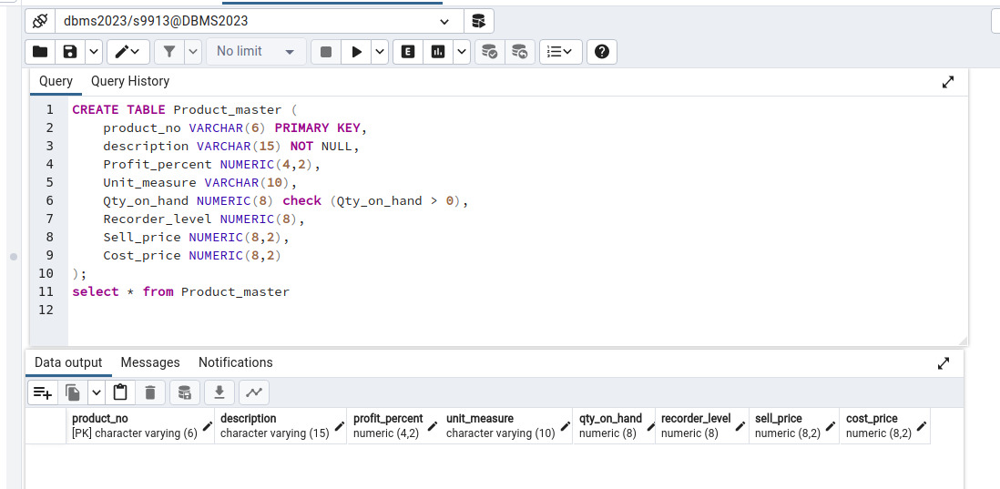 dbms2023/s9913@DBMS2023
No limit
E
?
Query Query History
1 CREATE TABLE Product_master (
2 product_no VARCHAR(6) PRIMARY KEY,
3 description VARCHAR(15) NOT NULL,
4 Profit_percent NUMERIC(4,2),
5 Unit_measure VARCHAR(10),
6 Qty_on_hand NUMERIC(8) check (Qty_on_hand > 0),
7 Recorder_level NUMERIC(8),
8 Sell_price NUMERIC(8,2),
9 Cost_price NUMERIC(8,2)
10 );
11 select * from Product_master
12
Data output Messages Notifications
product_no description profit_percent unit_measure qty_on_hand recorder_level sell_price cost_price
[PK] character varying (6) character varying (15) numeric (4,2) character varying (10) numeric (8) numeric (8) numeric (8,2) numeric (8,2)